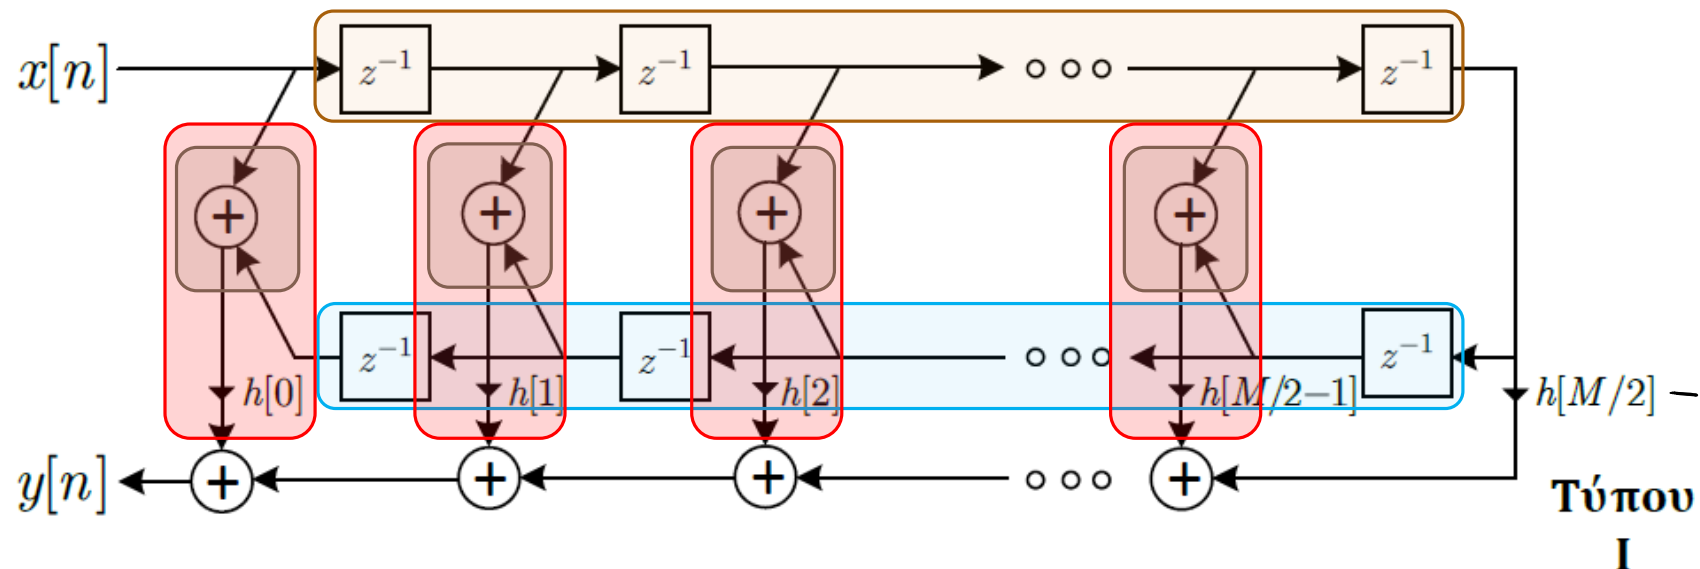 x[n] z⁻¹ z⁻¹ z⁻¹
+ + + +
z⁻¹ z⁻¹ z⁻¹
h[0] h[1] h[2] h[M/2−1] h[M/2]
y[n] + + + +
Τύπου
Ι